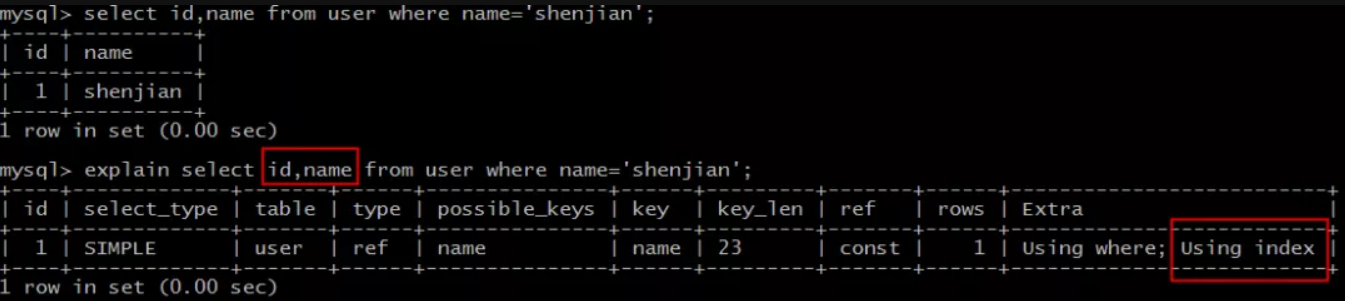 mysql> select id,name from user where name='shenjian';
+----+----------+
| id | name     |
+----+----------+
|  1 | shenjian |
+----+----------+
1 row in set (0.00 sec)
mysql> explain select id,name from user where name='shenjian';
+----+-------------+-------+------+---------------+------+---------+-------+------+--------------------------+
| id | select_type | table | type | possible_keys | key  | key_len | ref   | rows | Extra                    |
+----+-------------+-------+------+---------------+------+---------+-------+------+--------------------------+
|  1 | SIMPLE      | user  | ref  | name          | name | 23      | const |    1 | Using where; Using index |
+----+-------------+-------+------+---------------+------+---------+-------+------+--------------------------+
1 row in set (0.00 sec)